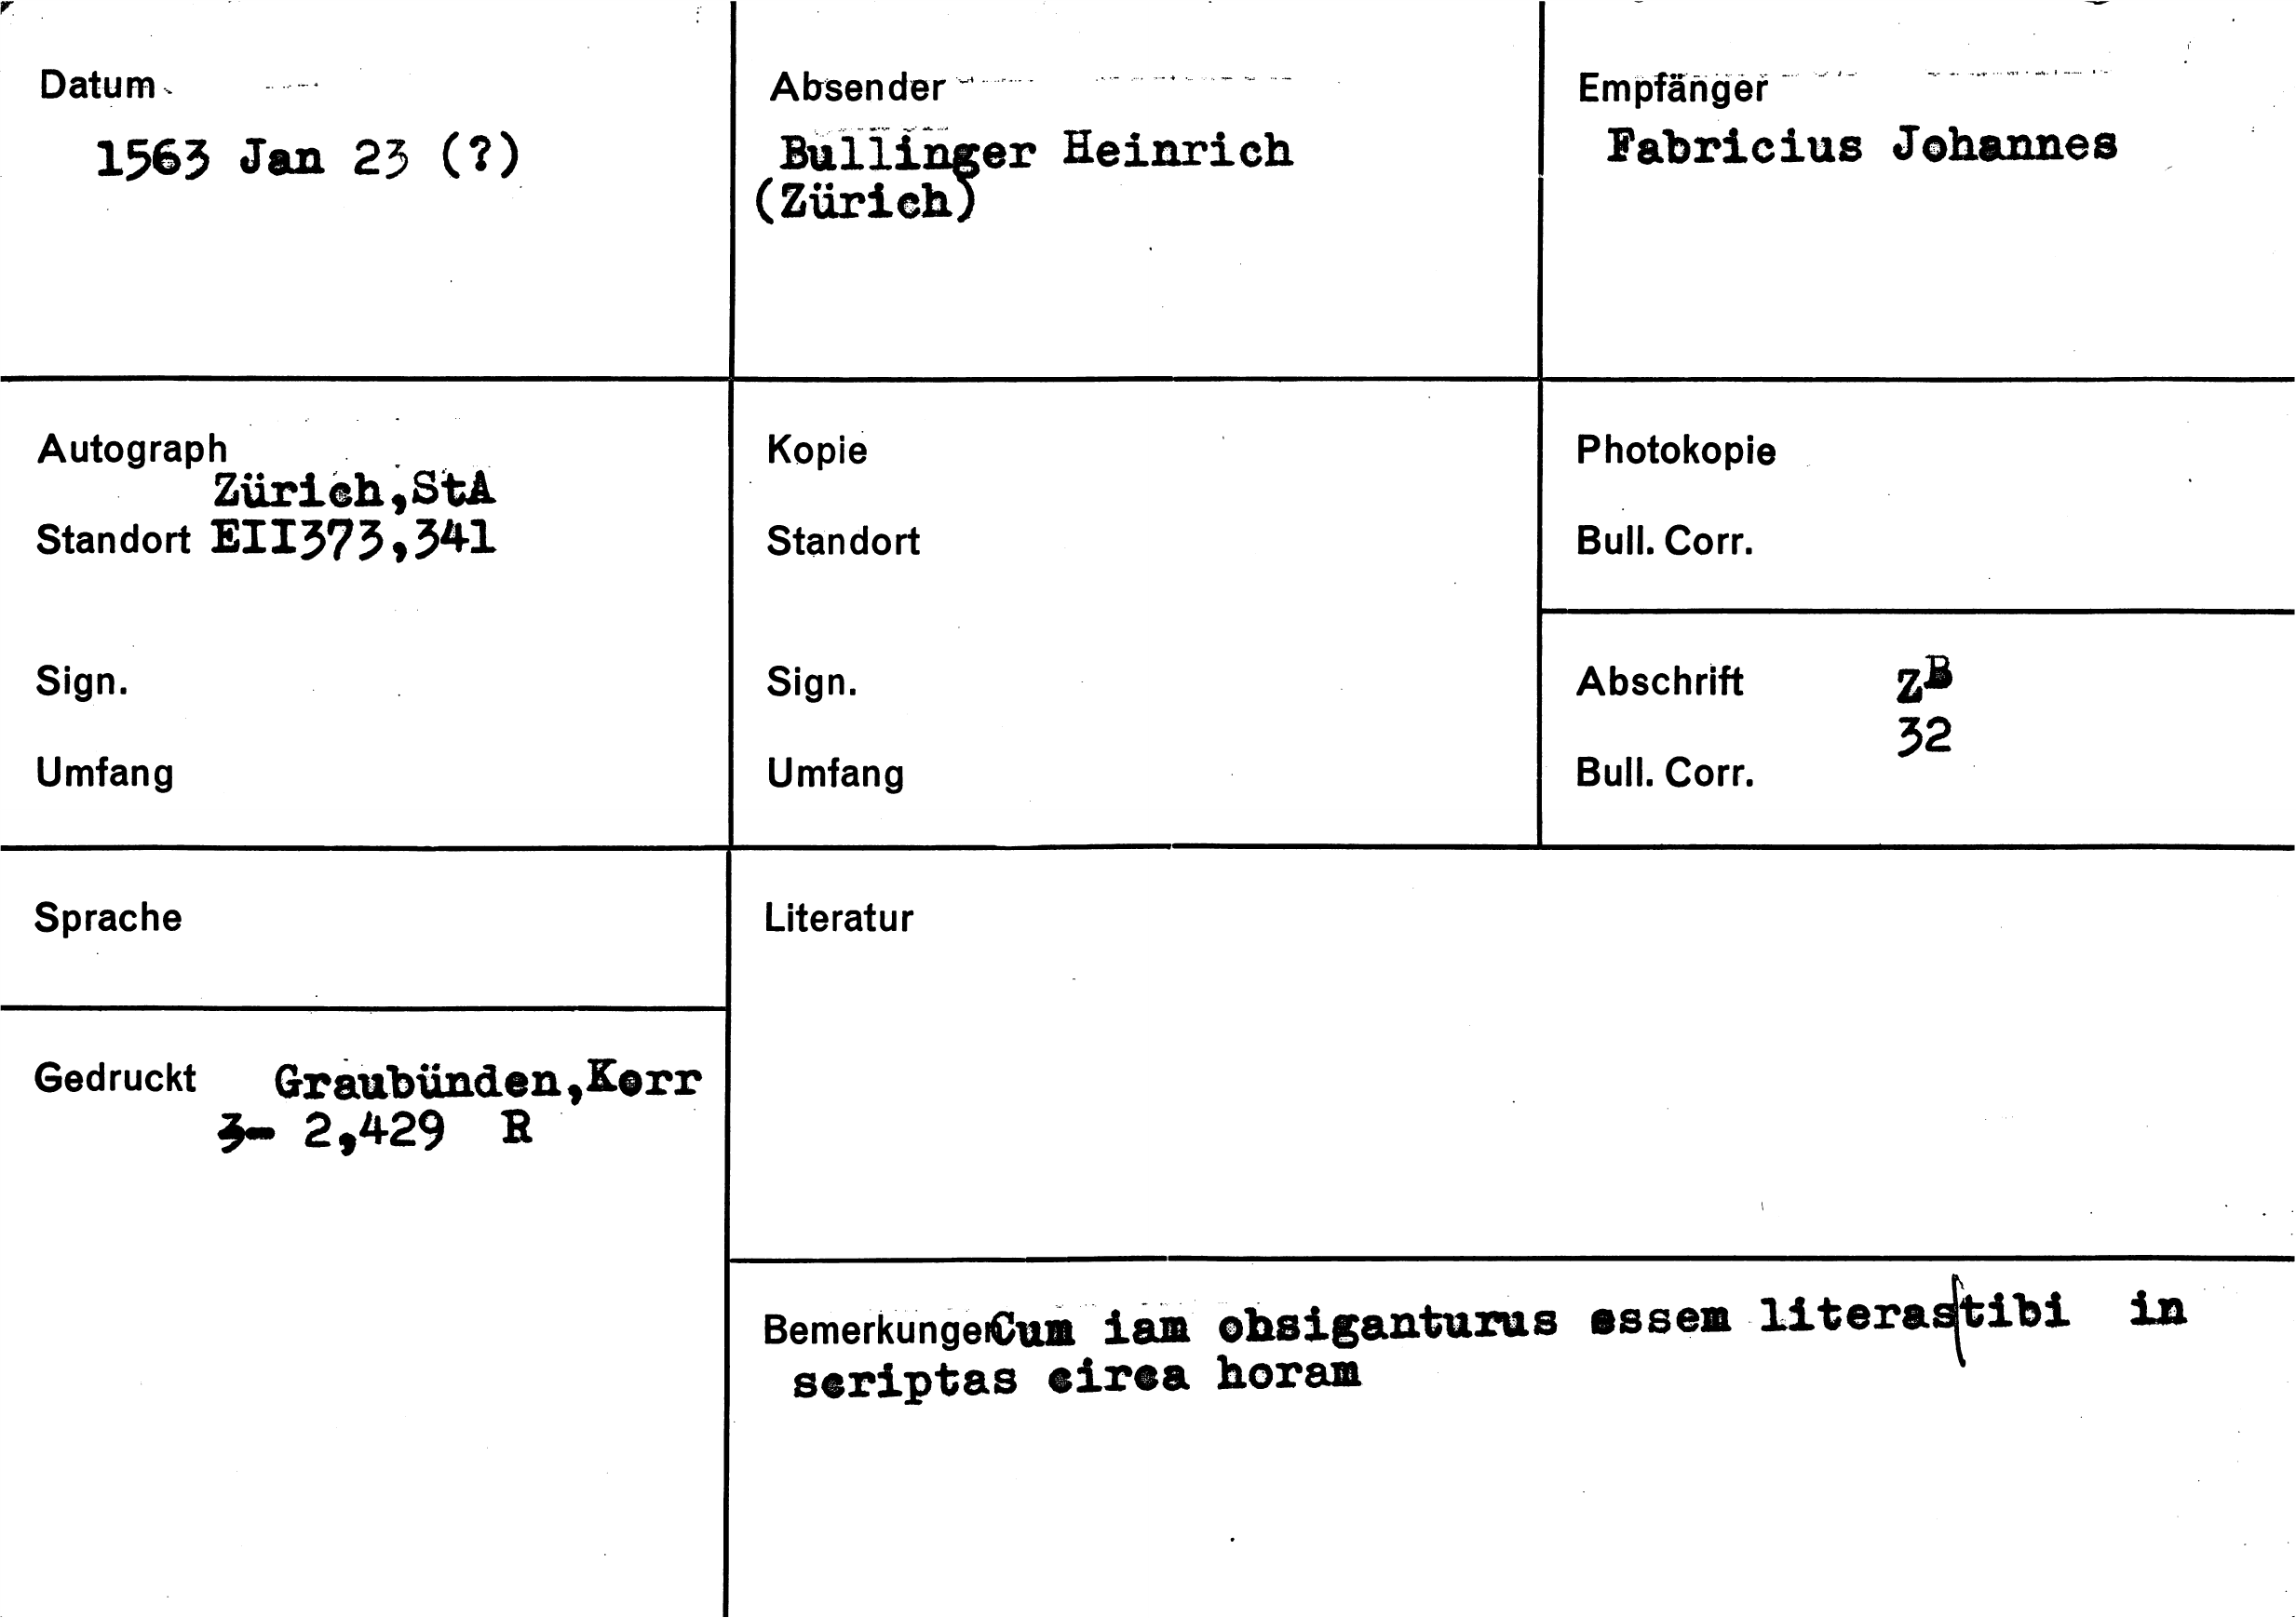 Datum
1563 Jan 23 (?)
Absender
Bullinger Heinrich
(Zürich)
Empfänger
Fabricius Johannes
Autograph
Zürich,StA
Standort EII373,341
Sign.
Umfang
Kopie
Standort
Sign.
Umfang
Photokopie
Bull. Corr.
Abschrift ZB
32
Bull. Corr.
Sprache
Gedruckt Graubünden,Korr
3- 2,429 R
Literatur
Bemerkungen Cum iam obsiganturus essem literas tibi in
scriptas circa horam